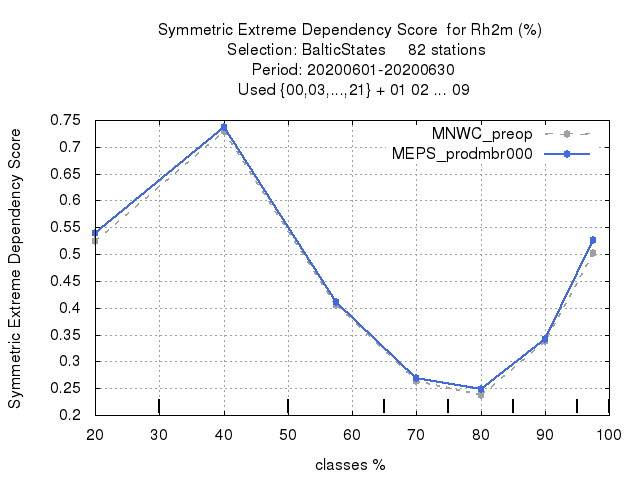 Symmetric Extreme Dependency Score  for Rh2m (%)
Selection: BalticStates     82 stations
Period: 20200601-20200630
Used {00,03,...,21} + 01 02 ... 09
Symmetric Extreme Dependency Score
0.75
0.7
0.65
0.6
0.55
0.5
0.45
0.4
0.35
0.3
0.25
0.2
MNWC_preop
MEPS_prodmbr000
20 30 40 50 60 70 80 90 100
classes %